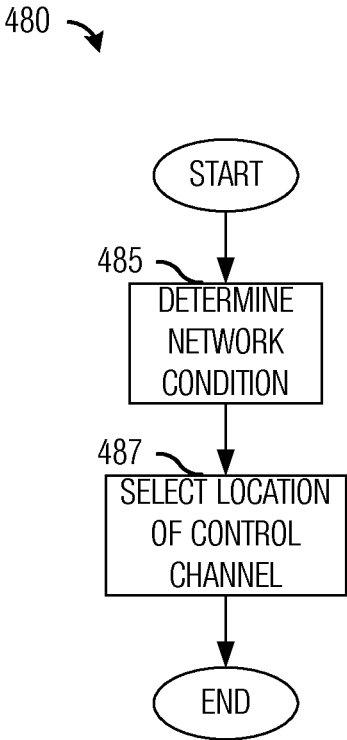 480
START
485
DETERMINE
NETWORK
CONDITION
487
SELECT LOCATION
OF CONTROL
CHANNEL
END